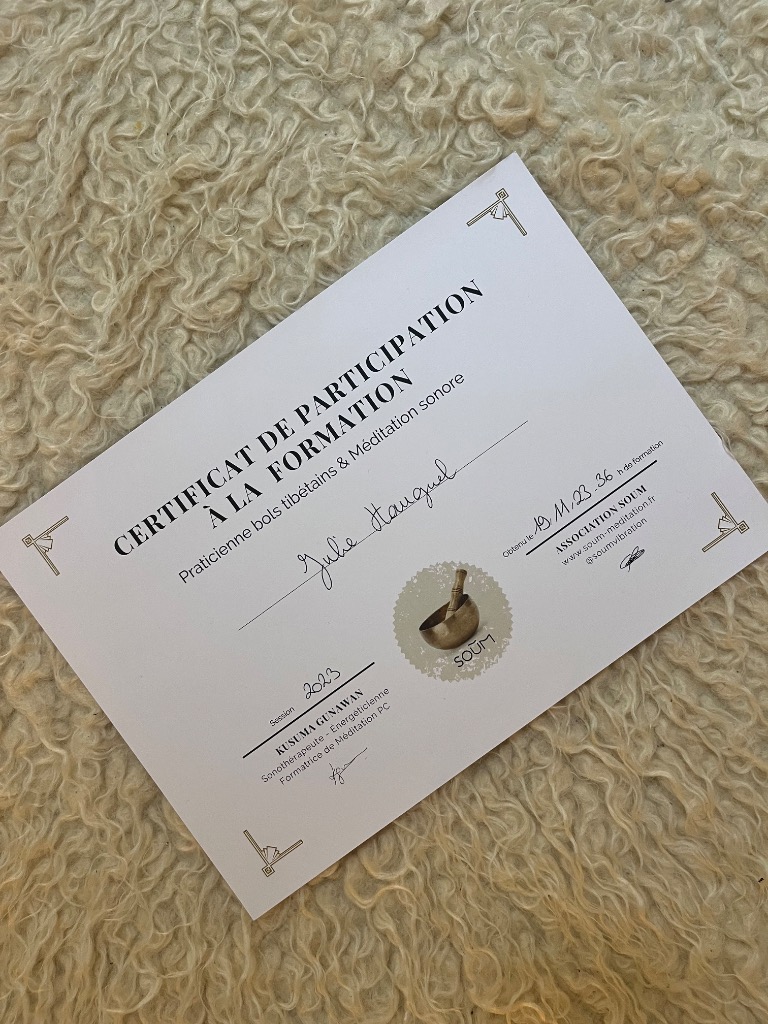 CERTIFICAT DE PARTICIPATION
À LA FORMATION
Praticienne bols tibétains & Méditation sonore
Julie Hauguel
Obtenu le 19.11.23. 36 h de formation
ASSOCIATION SOUM
www.soum-meditation.fr
@soumvibration
SOUM
Session 2023
KUSUMA GUNAWAN
Sonothérapeute - Energéticienne
Formatrice de Méditation PC